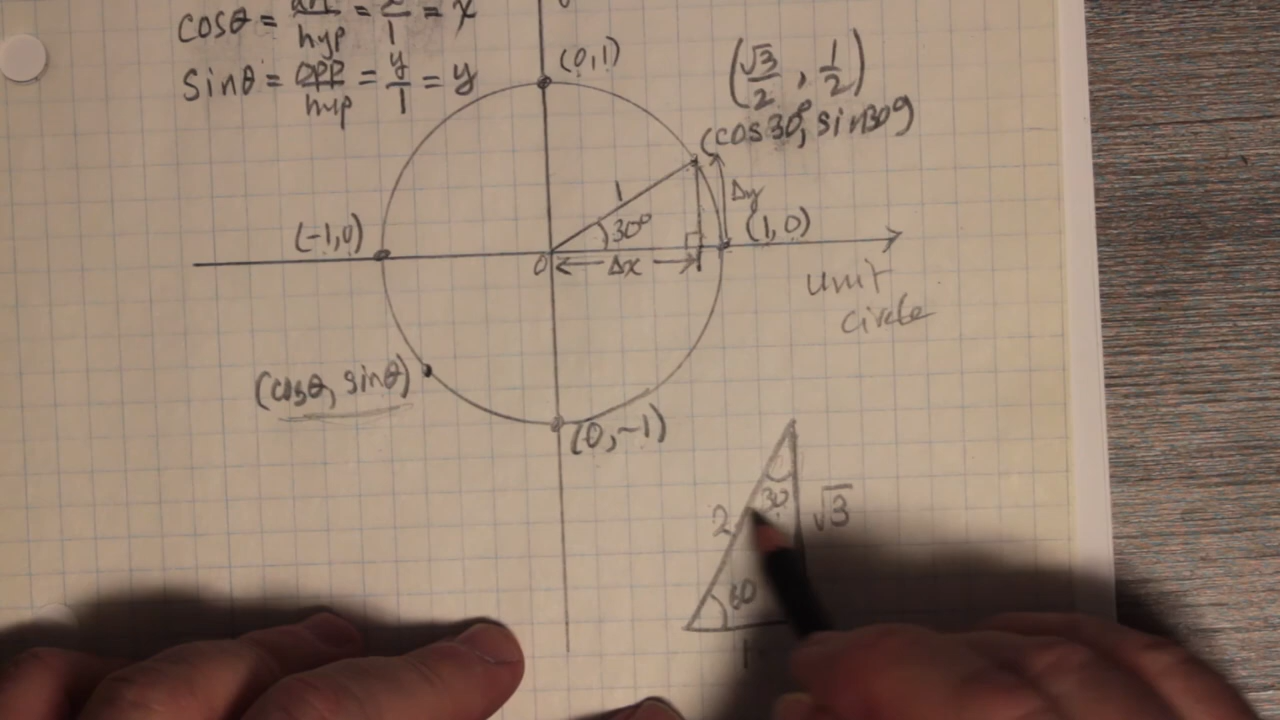 cosθ = adj/hyp = x/1 = x
sinθ = opp/hyp = y/1 = y
(0,1)
(√3/2, 1/2)
(cos30°, sin30°)
1
Δy
30°
(-1,0)
(1,0)
0
Δx
unit
circle
(cosθ, sinθ)
(0,-1)
30
2
√3
60
1